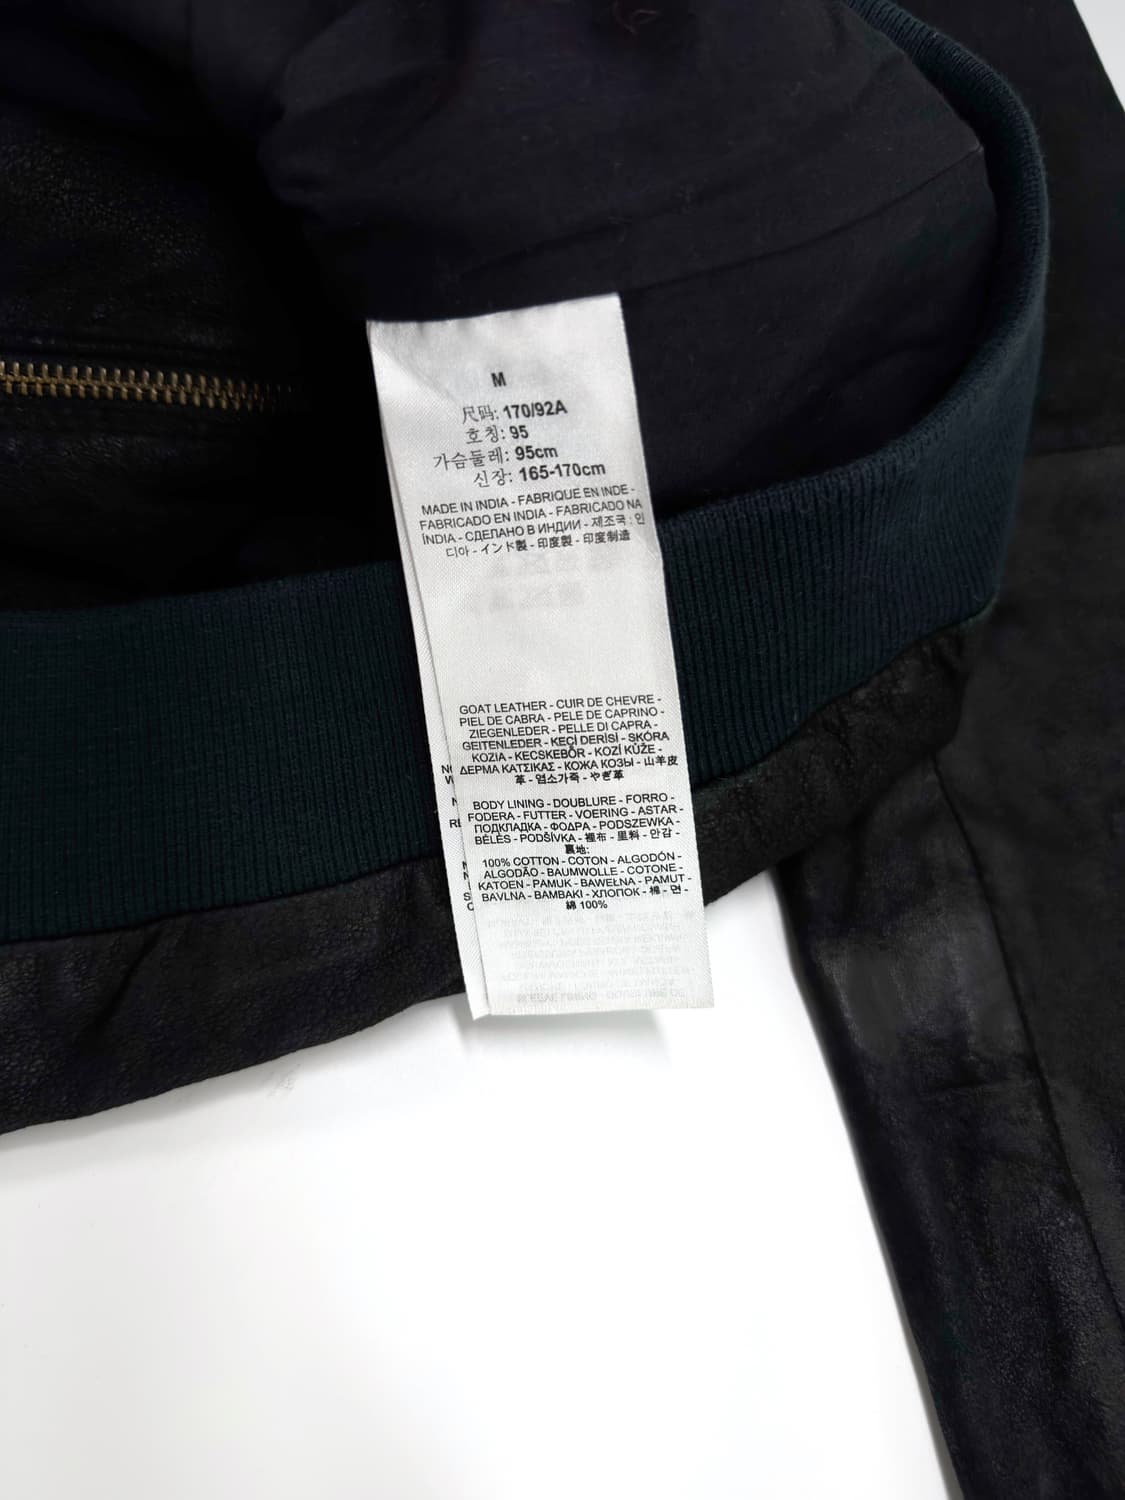 M
尺码: 170/92A
호칭: 95
가슴둘레: 95cm
신장: 165-170cm
MADE IN INDIA - FABRIQUE EN INDE -
FABRICADO EN INDIA - FABRICADO NA
ÍNDIA - СДЕЛАНО В ИНДИИ - 제조국 : 인
디아 - インド製 - 印度製 - 印度制造
GOAT LEATHER - CUIR DE CHEVRE -
PIEL DE CABRA - PELE DE CAPRINO -
ZIEGENLEDER - PELLE DI CAPRA -
GEITENLEDER - KEÇİ DERİSİ - SKÓRA
KOZIA - KECSKEBŐR - KOZÍ KŮŽE -
ΔΕΡΜΑ ΚΑΤΣΙΚΑΣ - КОЖА КОЗЫ - 山羊皮
革 - 염소가죽 - やぎ革
BODY LINING - DOUBLURE - FORRO -
FODERA - FUTTER - VOERING - ASTAR -
ПОДКЛАДКА - ΦΟΔΡΑ - PODSZEWKA -
BÉLÉS - PODŠÍVKA - 裡布 - 里料 - 안감 -
裏地:
100% COTTON - COTON - ALGODÓN -
ALGODÃO - BAUMWOLLE - COTONE -
KATOEN - PAMUK - BAWEŁNA - PAMUT -
BAVLNA - ΒΑΜΒΑΚΙ - ХЛОПОК - 棉 - 면 -
綿 100%